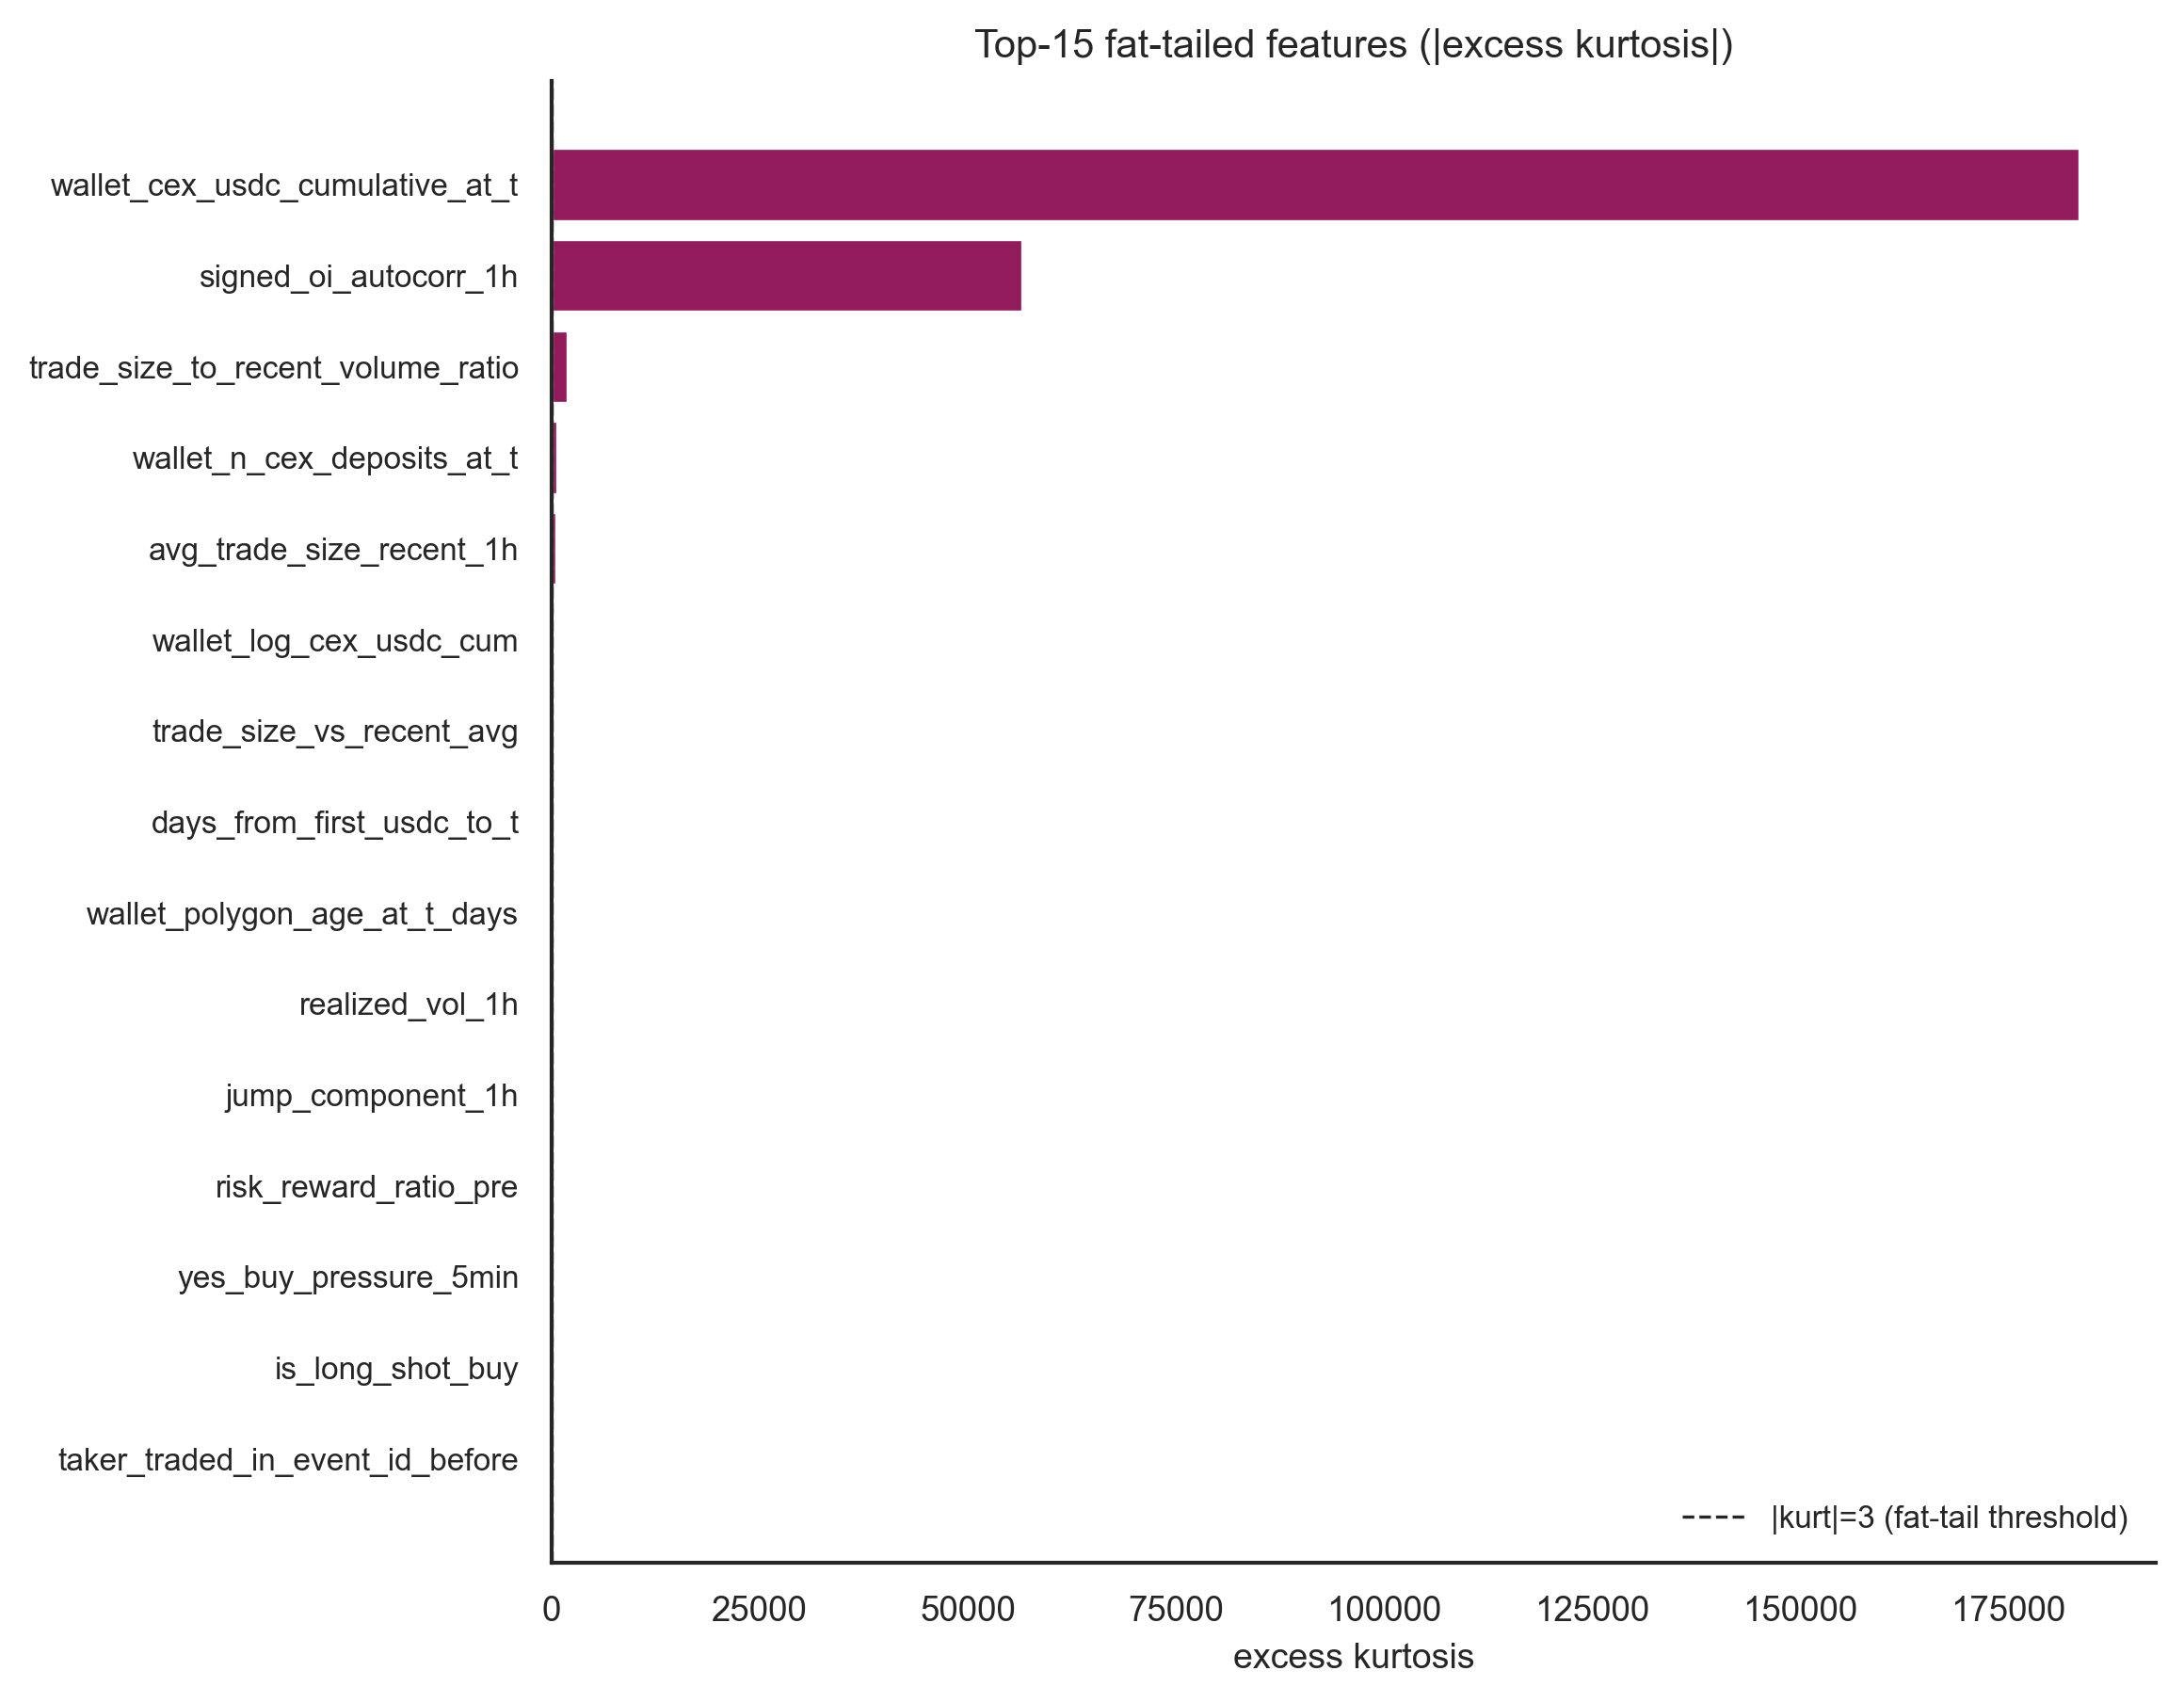 Top-15 fat-tailed features (|excess kurtosis|)
wallet_cex_usdc_cumulative_at_t
signed_oi_autocorr_1h
trade_size_to_recent_volume_ratio
wallet_n_cex_deposits_at_t
avg_trade_size_recent_1h
wallet_log_cex_usdc_cum
trade_size_vs_recent_avg
days_from_first_usdc_to_t
wallet_polygon_age_at_t_days
realized_vol_1h
jump_component_1h
risk_reward_ratio_pre
yes_buy_pressure_5min
is_long_shot_buy
taker_traded_in_event_id_before
|kurt|=3 (fat-tail threshold)
0 25000 50000 75000 100000 125000 150000 175000
excess kurtosis